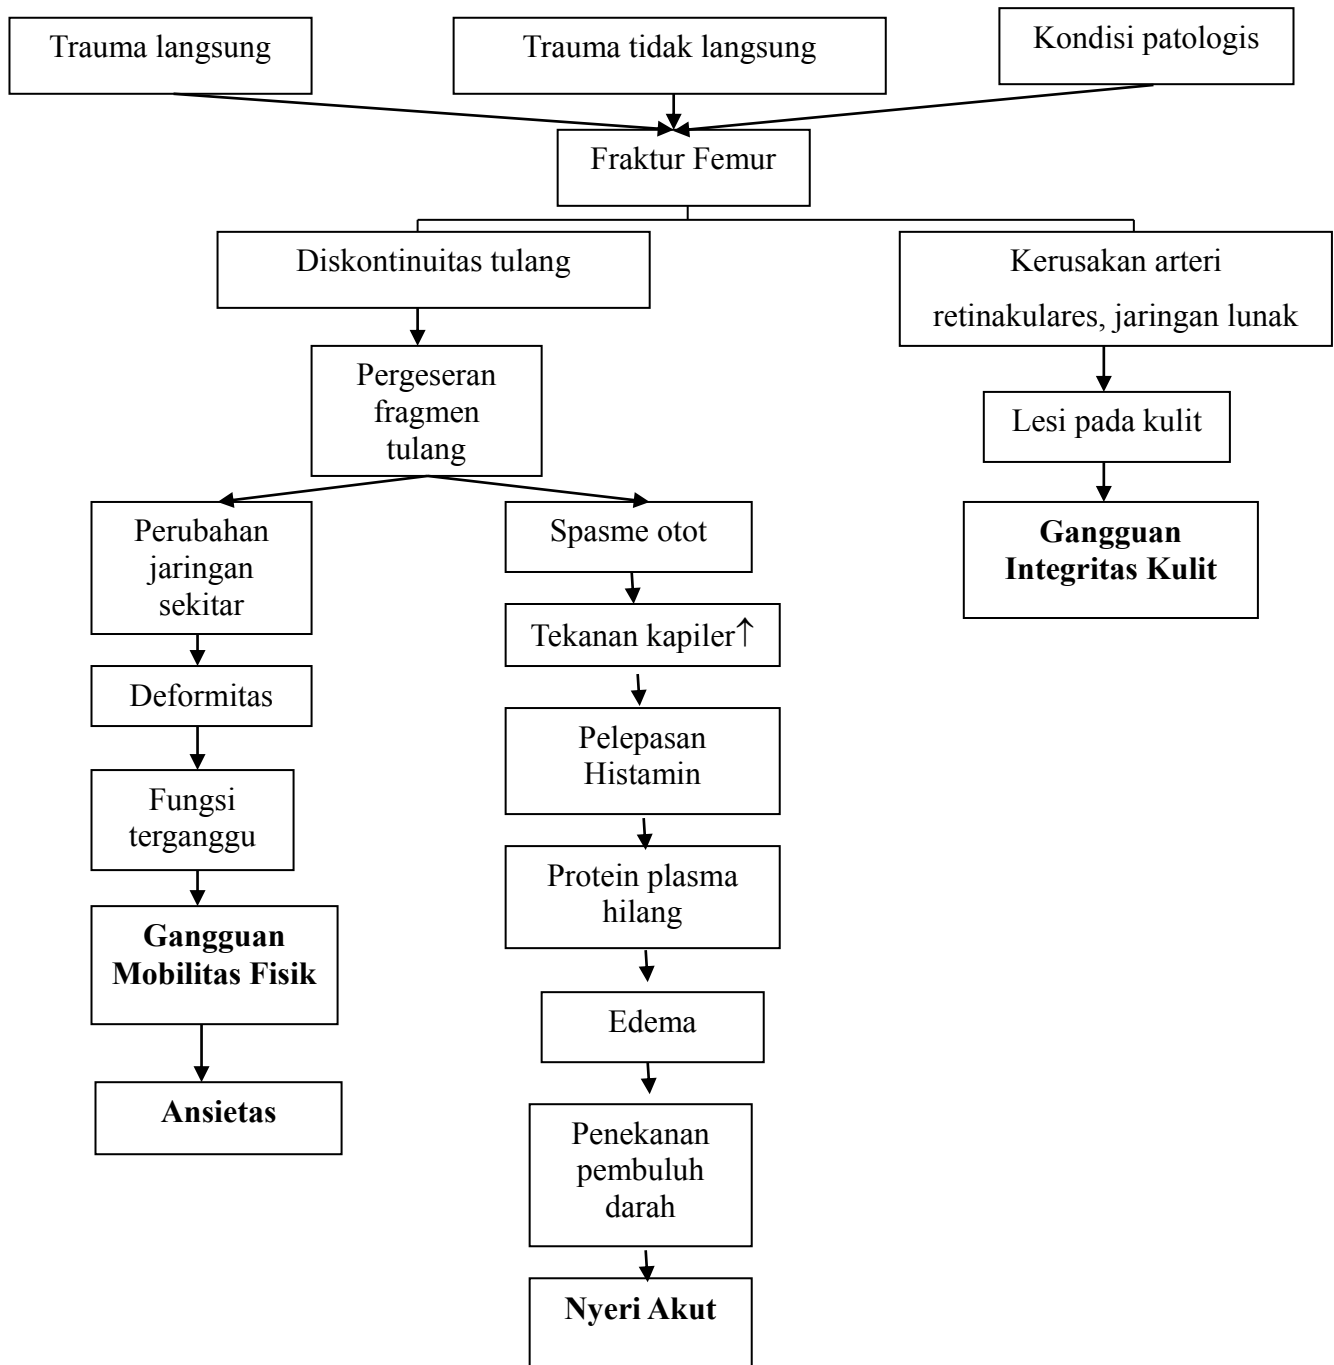 Trauma langsung
Trauma tidak langsung
Kondisi patologis
Fraktur Femur
Diskontinuitas tulang
Kerusakan arteri
retinakulares, jaringan lunak
Pergeseran
fragmen
tulang
Lesi pada kulit
Perubahan
jaringan
sekitar
Spasme otot
Gangguan
Integritas Kulit
Tekanan kapiler↑
Deformitas
Pelepasan
Histamin
Fungsi
terganggu
Protein plasma
hilang
Gangguan
Mobilitas Fisik
Edema
Ansietas
Penekanan
pembuluh
darah
Nyeri Akut